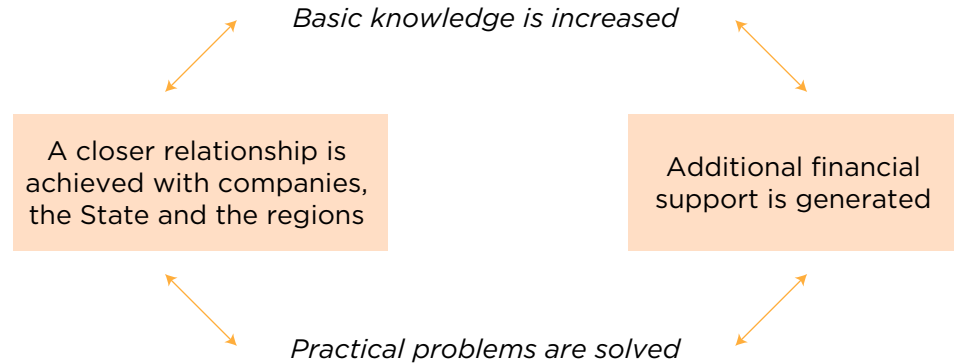 Basic knowledge is increased
A closer relationship is
achieved with companies,
the State and the regions
Additional financial
support is generated
Practical problems are solved